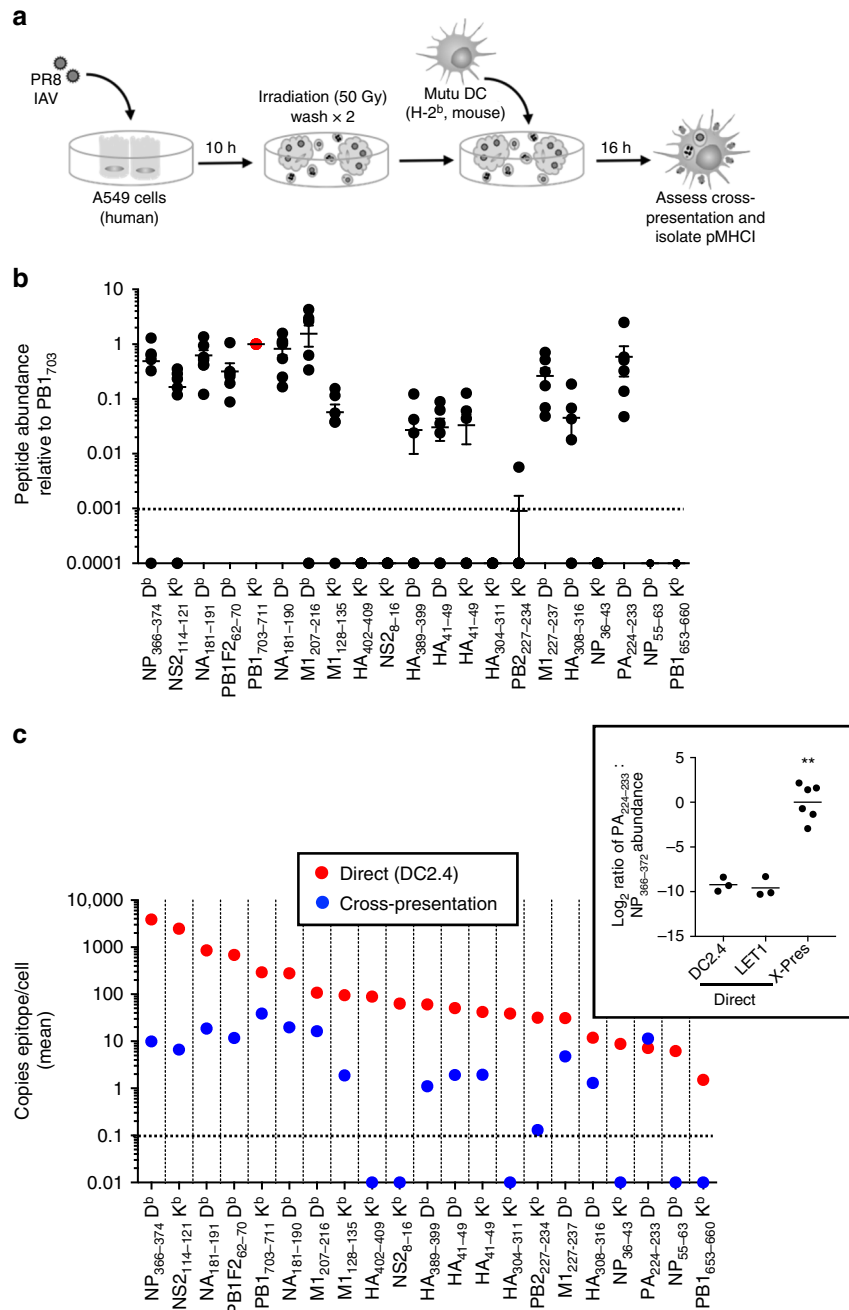 a
PR8
IAV
10 h
A549 cells
(human)
Irradiation (50 Gy)
wash × 2
Mutu DC
(H-2ᵇ, mouse)
16 h
Assess cross-
presentation and
isolate pMHCI
b
Peptide abundance
relative to PB1₇₀₃
10
1
0.1
0.01
0.001
0.0001
NP₃₆₆₋₃₇₄ Dᵇ
NS2₁₁₄₋₁₂₁ Kᵇ
NA₁₈₁₋₁₉₁ Dᵇ
PB1F2₆₂₋₇₀ Dᵇ
PB1₇₀₃₋₇₁₁ Kᵇ
NA₁₈₁₋₁₉₀ Dᵇ
M1₂₀₇₋₂₁₆ Dᵇ
M1₁₂₈₋₁₃₅ Kᵇ
HA₄₀₂₋₄₀₉ Kᵇ
NS2₈₋₁₆ Kᵇ
HA₃₈₉₋₃₉₉ Dᵇ
HA₄₁₋₄₉ Dᵇ
HA₄₁₋₄₉ Kᵇ
HA₃₀₄₋₃₁₁ Kᵇ
PB2₂₂₇₋₂₃₄ Kᵇ
M1₂₂₇₋₂₃₇ Dᵇ
HA₃₀₈₋₃₁₆ Dᵇ
NP₃₆₋₄₃ Kᵇ
PA₂₂₄₋₂₃₃ Dᵇ
NP₅₅₋₆₃ Dᵇ
PB1₆₅₃₋₆₆₀ Kᵇ
c
Log₂ ratio of PA₂₂₄₋₂₃₃ :
NP₃₆₆₋₃₇₂ abundance
5
0
−5
−10
−15
**
DC2.4
LET1
X-Pres
Direct
Direct (DC2.4)
Cross-presentation
Copies epitope/cell
(mean)
10,000
1000
100
10
1
0.1
0.01
NP₃₆₆₋₃₇₄ Dᵇ
NS2₁₁₄₋₁₂₁ Kᵇ
NA₁₈₁₋₁₉₁ Dᵇ
PB1F2₆₂₋₇₀ Dᵇ
PB1₇₀₃₋₇₁₁ Kᵇ
NA₁₈₁₋₁₉₀ Dᵇ
M1₂₀₇₋₂₁₆ Dᵇ
M1₁₂₈₋₁₃₅ Kᵇ
HA₄₀₂₋₄₀₉ Kᵇ
NS2₈₋₁₆ Kᵇ
HA₃₈₉₋₃₉₉ Dᵇ
HA₄₁₋₄₉ Dᵇ
HA₄₁₋₄₉ Kᵇ
HA₃₀₄₋₃₁₁ Kᵇ
PB2₂₂₇₋₂₃₄ Kᵇ
M1₂₂₇₋₂₃₇ Dᵇ
HA₃₀₈₋₃₁₆ Dᵇ
NP₃₆₋₄₃ Kᵇ
PA₂₂₄₋₂₃₃ Dᵇ
NP₅₅₋₆₃ Dᵇ
PB1₆₅₃₋₆₆₀ Kᵇ